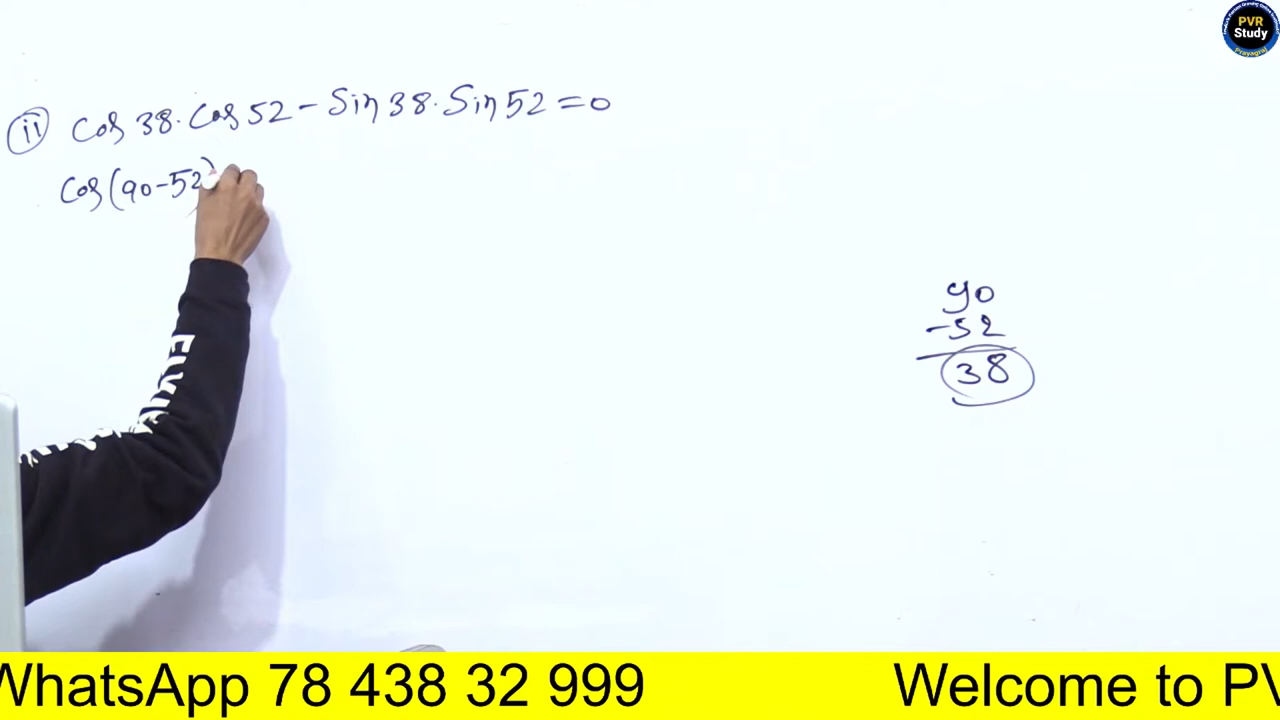 PVR
Study
Prayagraj
ii Cos 38. Cos 52 - Sin 38. Sin 52 = 0
Cos (90-52)
90
-52
38
WhatsApp 78 438 32 999
Welcome to PV